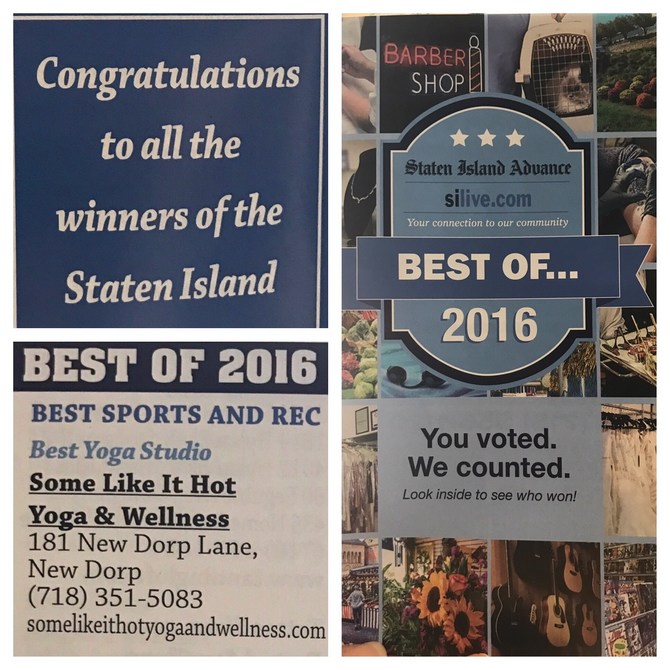 Congratulations
to all the
winners of the
Staten Island
BEST OF 2016
BEST SPORTS AND REC
Best Yoga Studio
Some Like It Hot
Yoga & Wellness
181 New Dorp Lane,
New Dorp
(718) 351-5083
somelikeithotyogaandwellness.com
BARBER
SHOP
Staten Island Advance
silive.com
Your connection to our community
BEST OF...
2016
You voted.
We counted.
Look inside to see who won!